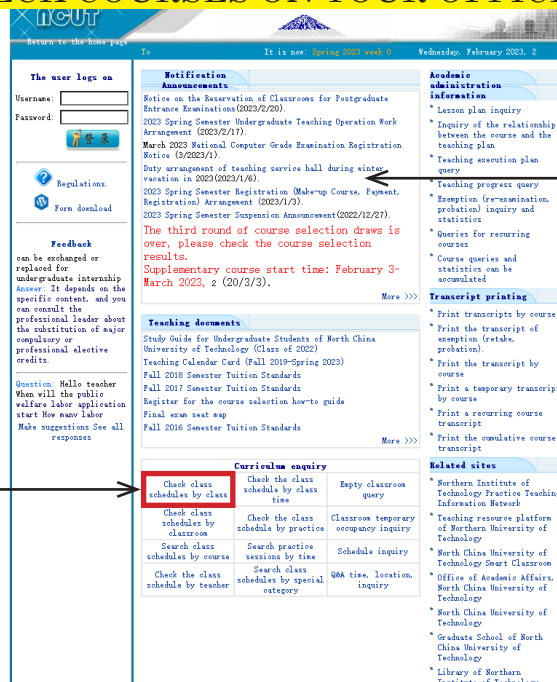 NCUT
Return to the home page
To It is now: Spring 2023 week 0 Wednesday, February 2023, 2
The user logs on
Username:
Password:
登 录
Regulations.
Form download
Feedback
can be exchanged or
replaced for
undergraduate internship
Answer: It depends on the
specific content, and you
can consult the
professional leader about
the substitution of major
compulsory or
professional elective
credits.
Question: Hello teacher
When will the public
welfare labor application
start How many labor
Make suggestions See all
responses
Notification
Announcements
Notice on the Reservation of Classrooms for Postgraduate
Entrance Examinations(2023/2/20).
2023 Spring Semester Undergraduate Teaching Operation Work
Arrangement (2023/2/17).
March 2023 National Computer Grade Examination Registration
Notice (3/2023/1).
Duty arrangement of teaching service hall during winter
vacation in 2023(2023/1/6).
2023 Spring Semester Registration (Make-up Course, Payment,
Registration) Arrangement (2023/1/3).
2023 Spring Semester Suspension Announcement(2022/12/27).
The third round of course selection draws is
over, please check the course selection
results.
Supplementary course start time: February 3-
March 2023, 2 (20/3/3).
More >>>
Teaching documents
Study Guide for Undergraduate Students of North China
University of Technology (Class of 2022)
Teaching Calendar Card (Fall 2019-Spring 2023)
Fall 2018 Semester Tuition Standards
Fall 2017 Semester Tuition Standards
Register for the course selection how-to guide
Final exam seat map
Fall 2016 Semester Tuition Standards
More >>>
Curriculum enquiry
Check class
schedules by class
Check the class
schedule by class
time
Empty classroom
query
Check class
schedules by
classroom
Check the class
schedule by practice
Classroom temporary
occupancy inquiry
Search class
schedules by course
Search practice
sessions by time
Schedule inquiry
Check the class
schedule by teacher
Search class
schedules by special
category
Q&A time, location,
inquiry
Academic
administration
information
Lesson plan inquiry
Inquiry of the relationship
between the course and the
teaching plan
Teaching execution plan
query
Teaching progress query
Exemption (re-examination,
probation) inquiry and
statistics
Queries for recurring
courses
Course queries and
statistics can be
accumulated
Transcript printing
Print transcripts by course
Print the transcript of
exemption (retake,
probation).
Print the transcript by
course
Print a temporary transcript
by course
Print a recurring course
transcript
Print the cumulative course
transcript
Related sites
Northern Institute of
Technology Practice Teaching
Information Network
Teaching resource platform
of Northern University of
Technology
North China University of
Technology Smart Classroom
Office of Academic Affairs,
North China University of
Technology
North China University of
Technology
Graduate School of North
China University of
Technology
Library of Northern
Institute of Technology